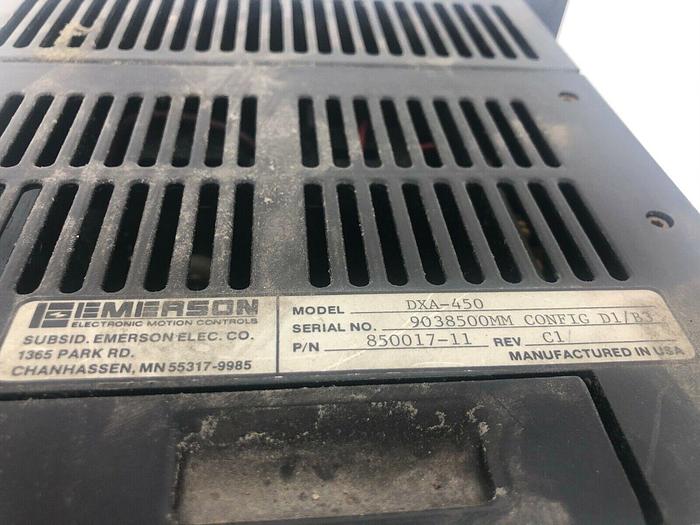 EMERSON
ELECTRONIC MOTION CONTROLS
SUBSID. EMERSON ELEC. CO.
1365 PARK RD.
CHANHASSEN, MN 55317-9985
MODEL DXA-450
SERIAL NO. 9038500MM CONFIG D1/B3
P/N 850017-11 REV C1
MANUFACTURED IN USA